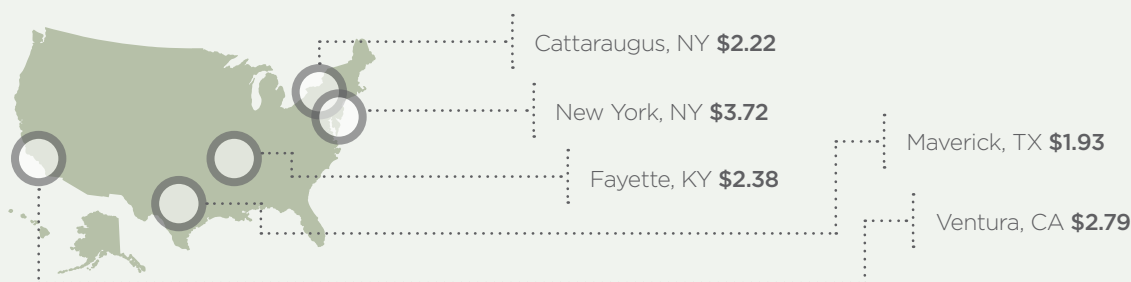 Cattaraugus, NY $2.22
New York, NY $3.72
Maverick, TX $1.93
Fayette, KY $2.38
Ventura, CA $2.79